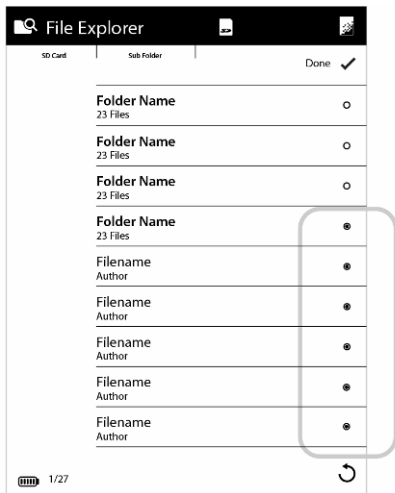 File Explorer
SD Card
Sub Folder
Done
Folder Name
23 Files
Folder Name
23 Files
Folder Name
23 Files
Folder Name
23 Files
Filename
Author
Filename
Author
Filename
Author
Filename
Author
Filename
Author
1/27